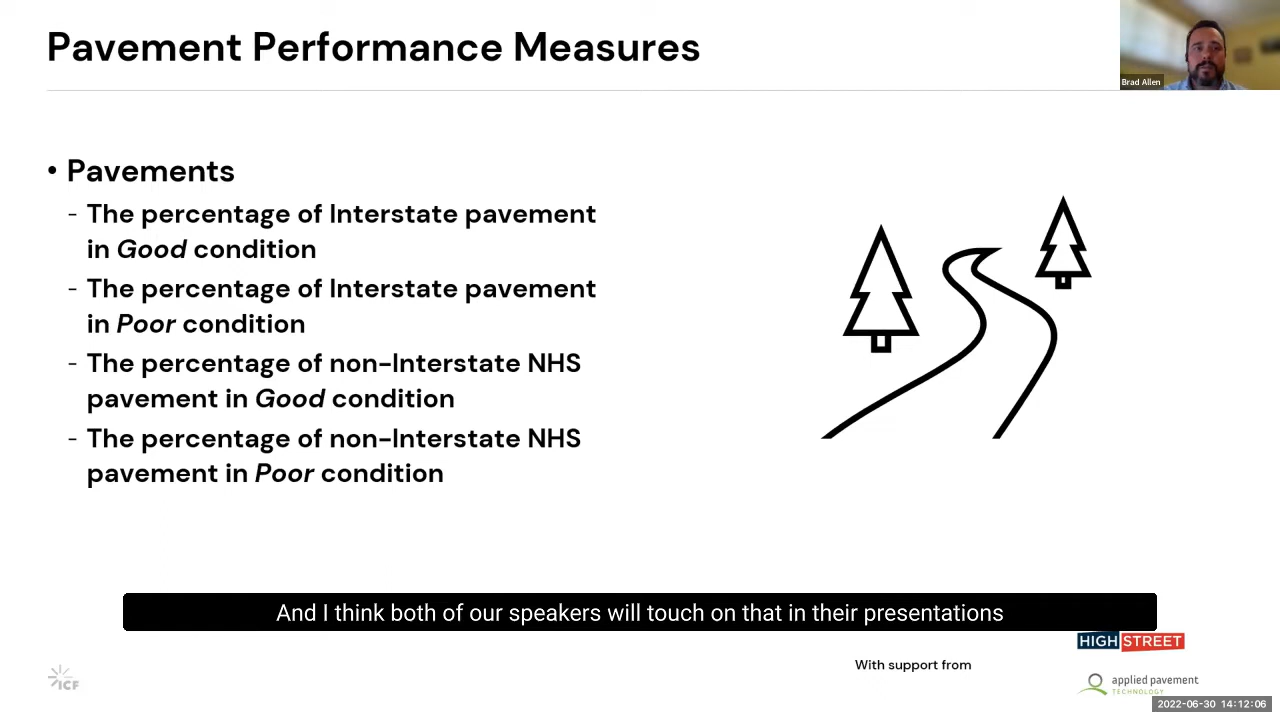 Pavement Performance Measures
Brad Allen
• Pavements
- The percentage of Interstate pavement
in Good condition
- The percentage of Interstate pavement
in Poor condition
- The percentage of non-Interstate NHS
pavement in Good condition
- The percentage of non-Interstate NHS
pavement in Poor condition
And I think both of our speakers will touch on that in their presentations
HIGH STREET
With support from
ICF
applied pavement
TECHNOLOGY
2022-06-30 14:12:06